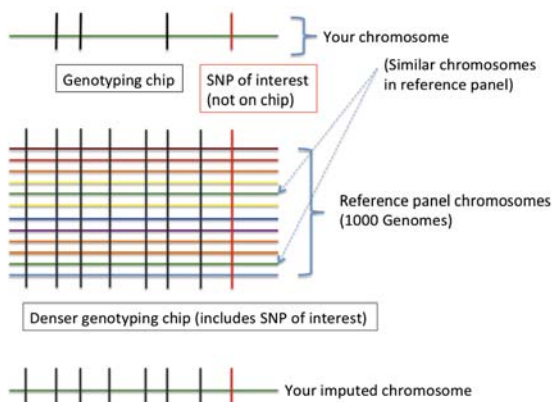 Your chromosome
Genotyping chip
SNP of interest
(not on chip)
(Similar chromosomes
in reference panel)
Reference panel chromosomes
(1000 Genomes)
Denser genotyping chip (includes SNP of interest)
Your imputed chromosome